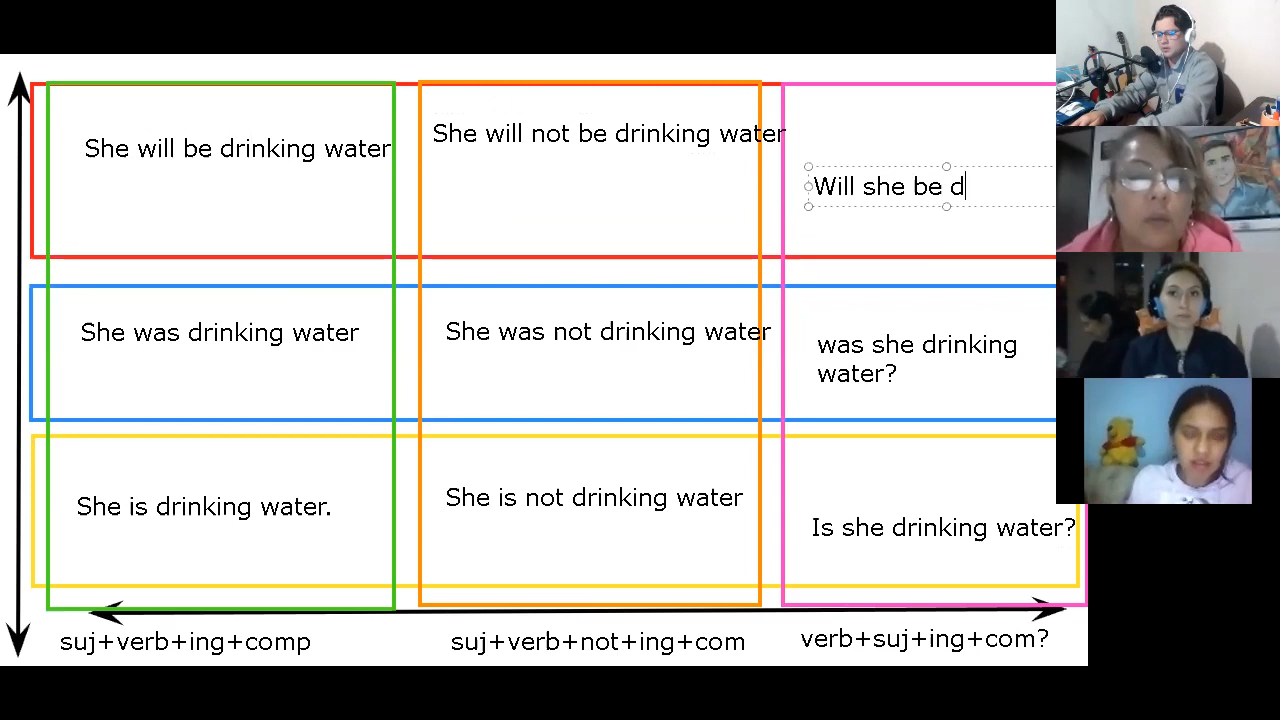 She will be drinking water
She will not be drinking water
Will she be d
She was drinking water
She was not drinking water
was she drinking
water?
She is drinking water.
She is not drinking water
Is she drinking water?
suj+verb+ing+comp
suj+verb+not+ing+com
verb+suj+ing+com?